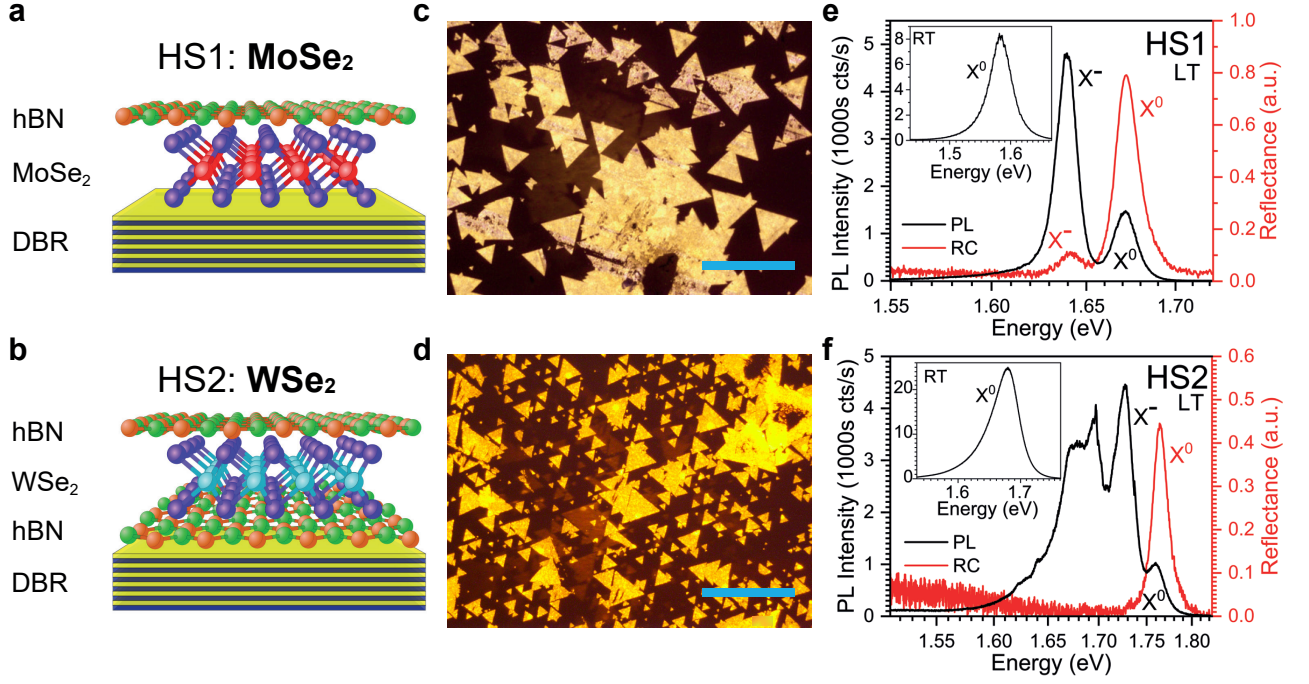 a
HS1: MoSe₂
hBN
MoSe₂
DBR
b
HS2: WSe₂
hBN
WSe₂
hBN
DBR
c
d
e
PL Intensity (1000s cts/s)
5
4
3
2
1
0
RT
8
6
4
2
0
X⁰
1.5
1.6
Energy (eV)
HS1
LT
X⁻
X⁰
X⁻
X⁰
PL
RC
1.0
0.8
0.6
0.4
0.2
0.0
Reflectance (a.u.)
1.55
1.60
1.65
1.70
Energy (eV)
f
PL Intensity (1000s cts/s)
5
4
3
2
1
0
RT
20
10
0
X⁰
1.6
1.7
Energy (eV)
HS2
LT
X⁻
X⁰
X⁰
PL
RC
0.6
0.5
0.4
0.3
0.2
0.1
0.0
Reflectance (a.u.)
1.55
1.60
1.65
1.70
1.75
1.80
Energy (eV)